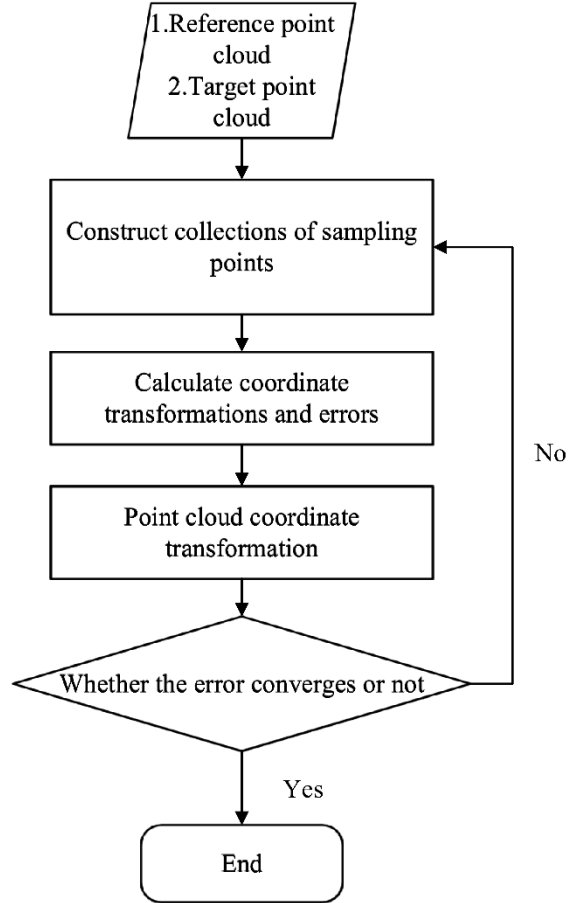 1.Reference point
cloud
2.Target point
cloud
Construct collections of sampling
points
Calculate coordinate
transformations and errors
No
Point cloud coordinate
transformation
Whether the error converges or not
Yes
End